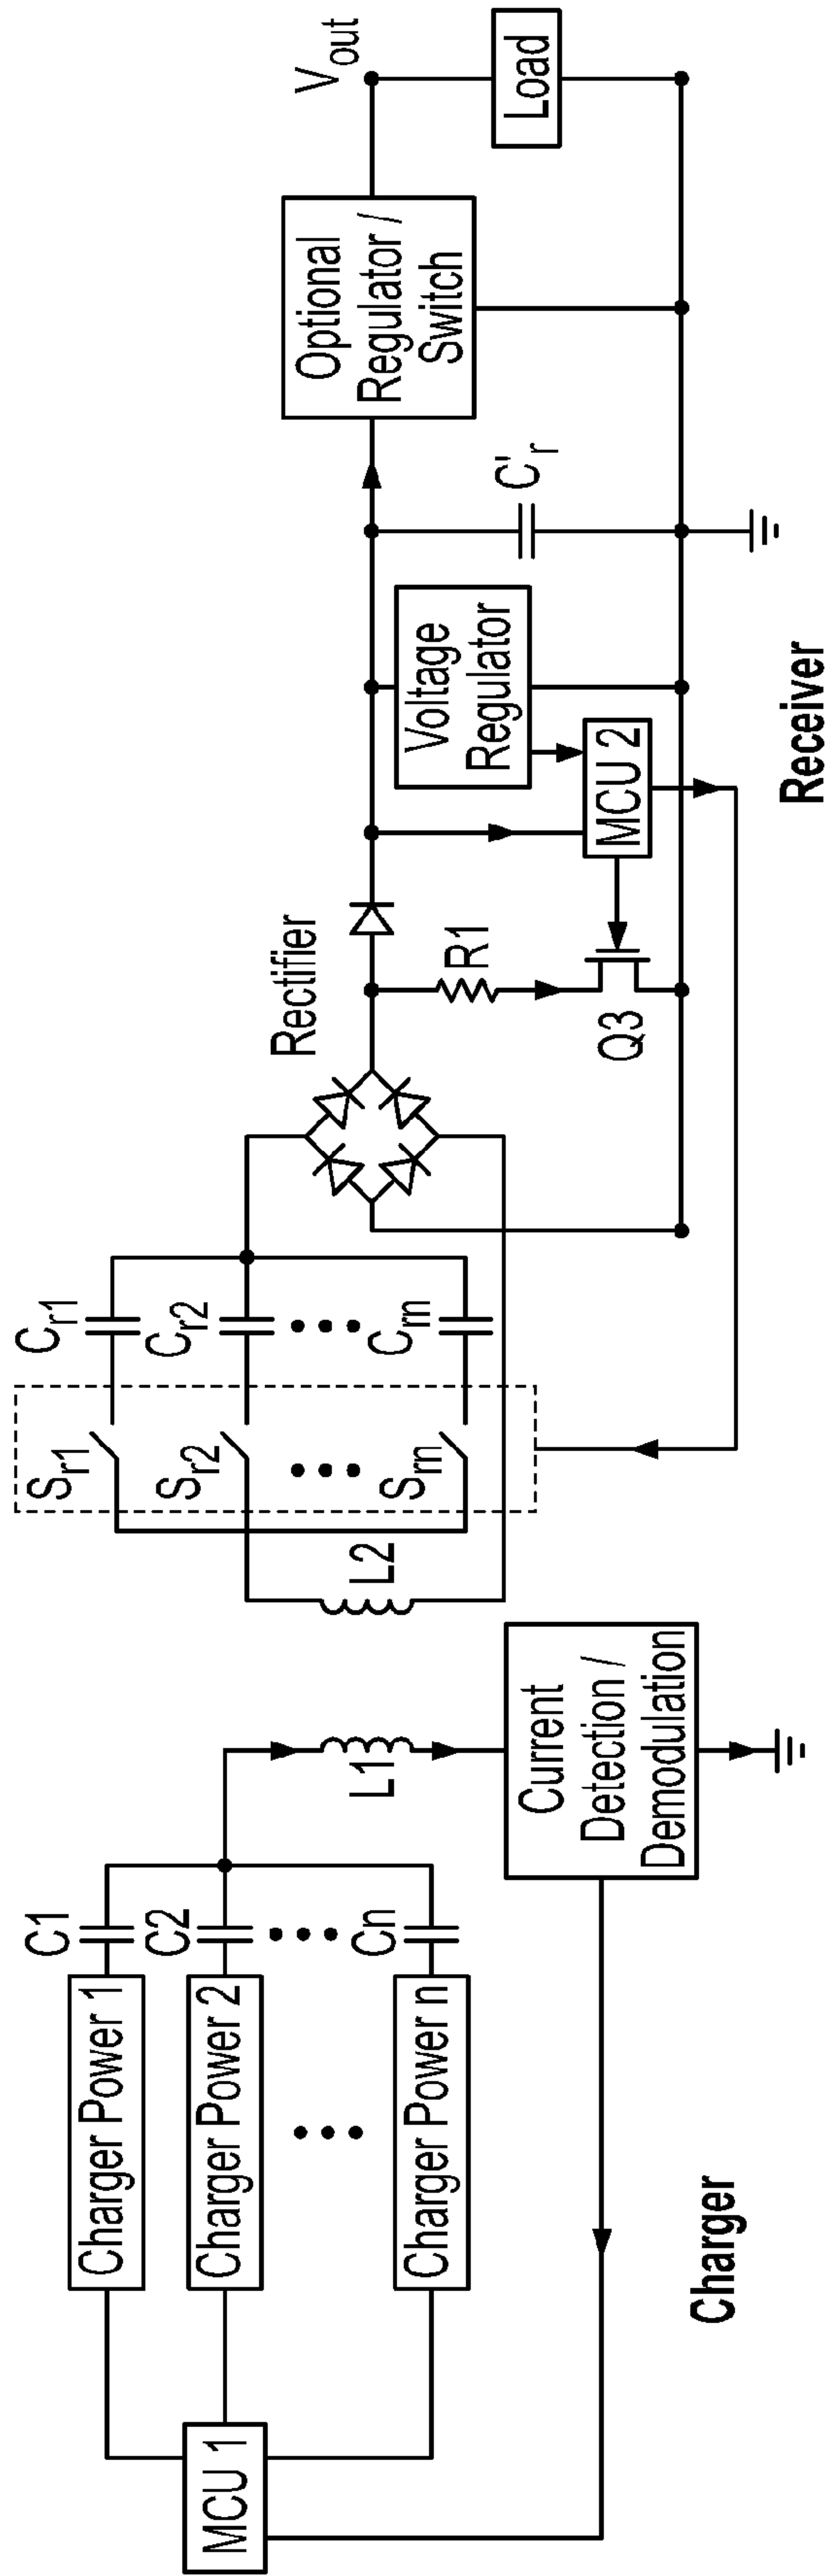 Charger Power 1
C1
Charger Power 2
C2
Charger Power n
Cn
MCU 1
L1
Current
Detection /
Demodulation
Charger
Sr1
Cr1
Sr2
Cr2
Srn
Crn
L2
Rectifier
R1
Q3
MCU 2
Voltage
Regulator
C'r
Optional
Regulator /
Switch
Vout
Load
Receiver